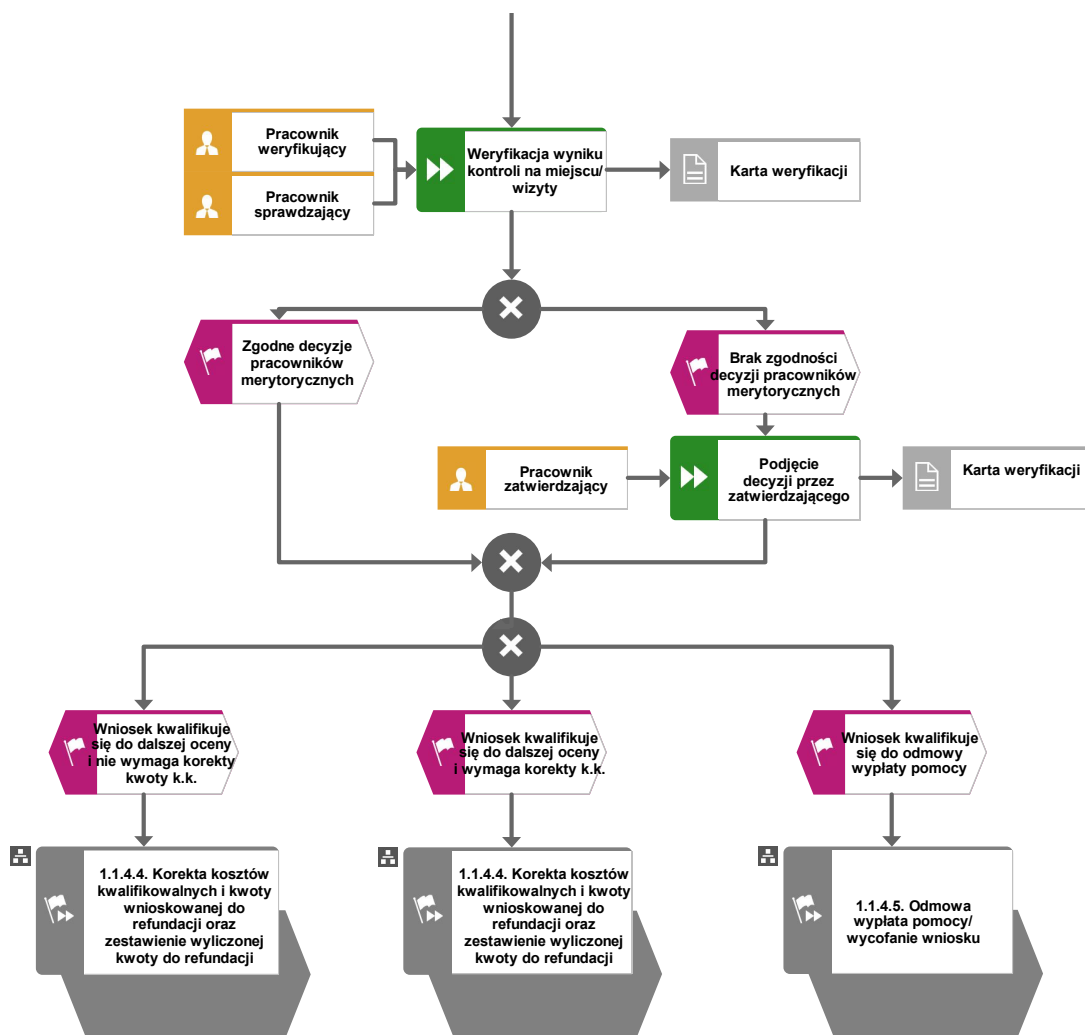 Pracownik
weryfikujący
Pracownik
sprawdzający
Weryfikacja wyniku
kontroli na miejscu/
wizyty
Karta weryfikacji
Zgodne decyzje
pracowników
merytorycznych
Brak zgodności
decyzji pracowników
merytorycznych
Pracownik
zatwierdzający
Podjęcie
decyzji przez
zatwierdzającego
Karta weryfikacji
Wniosek kwalifikuje
się do dalszej oceny
i nie wymaga korekty
kwoty k.k.
Wniosek kwalifikuje
się do dalszej oceny
i wymaga korekty k.k.
Wniosek kwalifikuje
się do odmowy
wypłaty pomocy
1.1.4.4. Korekta kosztów
kwalifikowalnych i kwoty
wnioskowanej do
refundacji oraz
zestawienie wyliczonej
kwoty do refundacji
1.1.4.4. Korekta kosztów
kwalifikowalnych i kwoty
wnioskowanej do
refundacji oraz
zestawienie wyliczonej
kwoty do refundacji
1.1.4.5. Odmowa
wypłata pomocy/
wycofanie wniosku